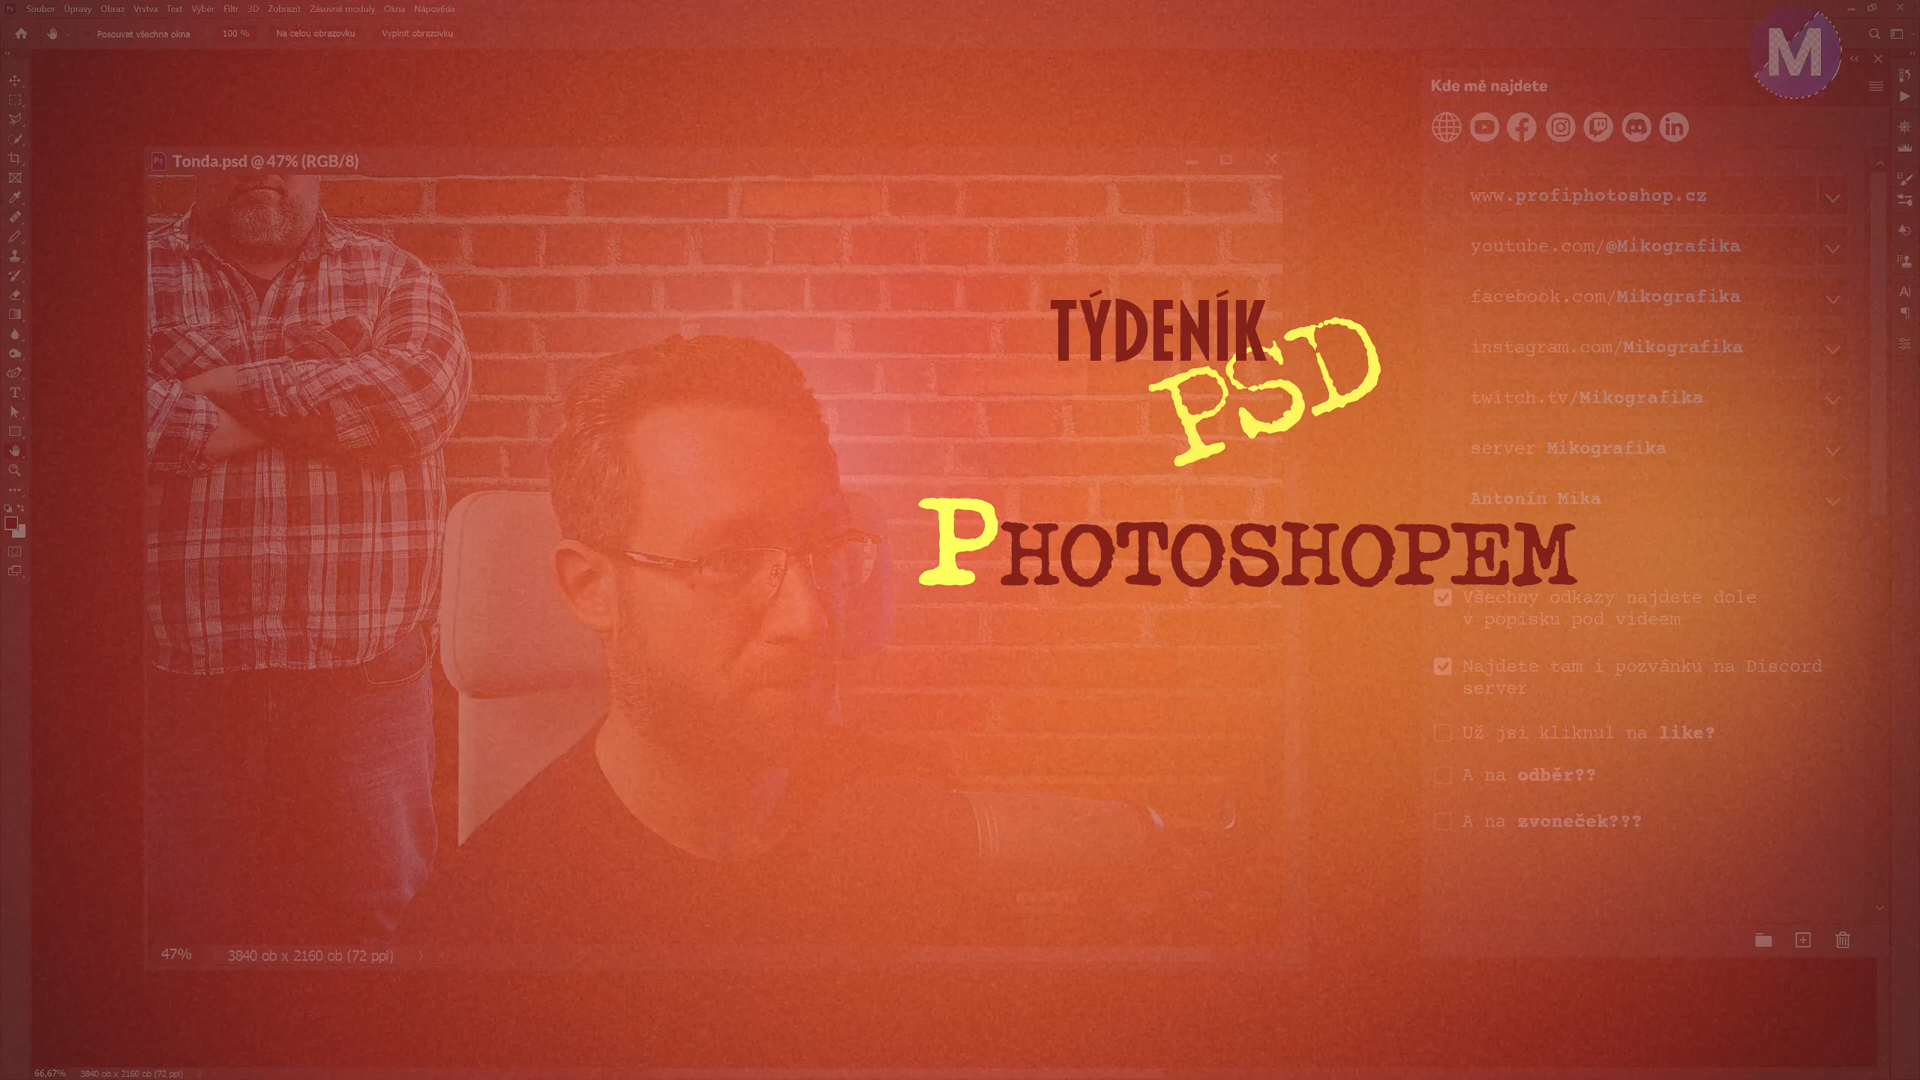 Soubor Úpravy Obraz Vrstva Text Výběr Filtr 3D Zobrazit Zásuvné moduly Okna Nápověda
Posouvat všechna okna 100 % Na celou obrazovku Vyplnit obrazovku
M
Kde mě najdete
Tonda.psd @ 47% (RGB/8)
www.profiphotoshop.cz
youtube.com/@Mikografika
facebook.com/Mikografika
instagram.com/Mikografika
twitch.tv/Mikografika
server Mikografika
Antonín Mika
TÝDENÍK
PSD
PHOTOSHOPEM
Všechny odkazy najdete dole
v popisku pod videem
Najdete tam i pozvánku na Discord
server
Už jsi kliknul na like?
A na odběr??
A na zvoneček???
47% 3840 ob x 2160 ob (72 ppi)
66,67% 3840 ob x 2160 ob (72 ppi)